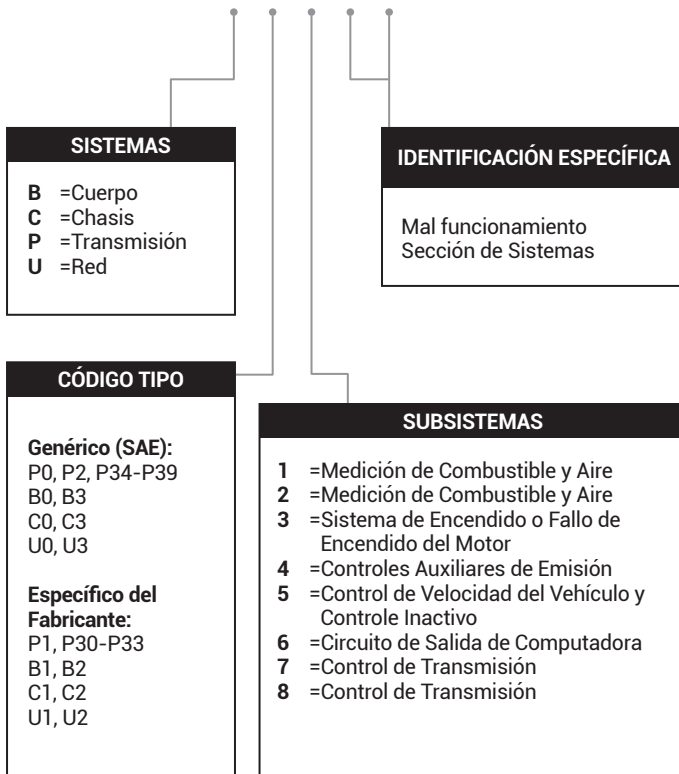 SISTEMAS
B =Cuerpo
C =Chasis
P =Transmisión
U =Red
IDENTIFICACIÓN ESPECÍFICA
Mal funcionamiento
Sección de Sistemas
CÓDIGO TIPO
Genérico (SAE):
P0, P2, P34-P39
B0, B3
C0, C3
U0, U3
Específico del
Fabricante:
P1, P30-P33
B1, B2
C1, C2
U1, U2
SUBSISTEMAS
1 =Medición de Combustible y Aire
2 =Medición de Combustible y Aire
3 =Sistema de Encendido o Fallo de
Encendido del Motor
4 =Controles Auxiliares de Emisión
5 =Control de Velocidad del Vehículo y
Controle Inactivo
6 =Circuito de Salida de Computadora
7 =Control de Transmisión
8 =Control de Transmisión